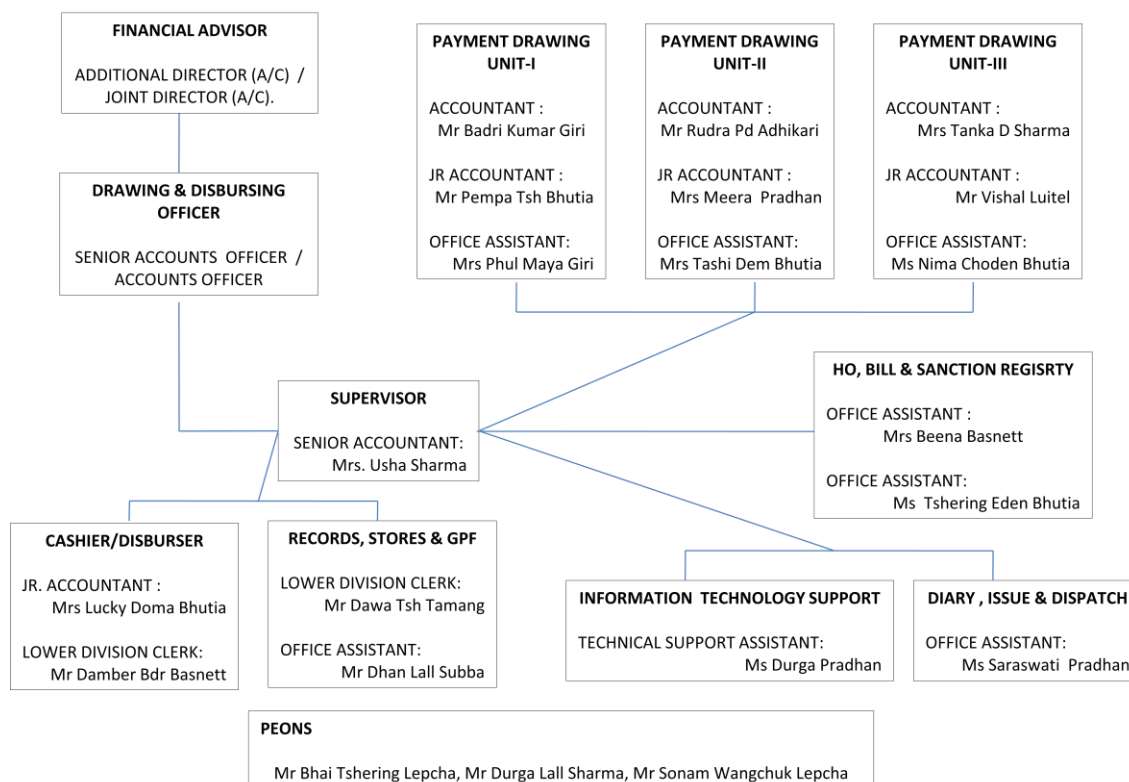 FINANCIAL ADVISOR
ADDITIONAL DIRECTOR (A/C) /
JOINT DIRECTOR (A/C).
DRAWING & DISBURSING
OFFICER
SENIOR ACCOUNTS OFFICER /
ACCOUNTS OFFICER
PAYMENT DRAWING
UNIT-I
ACCOUNTANT :
Mr Badri Kumar Giri
JR ACCOUNTANT :
Mr Pempa Tsh Bhutia
OFFICE ASSISTANT:
Mrs Phul Maya Giri
PAYMENT DRAWING
UNIT-II
ACCOUNTANT :
Mr Rudra Pd Adhikari
JR ACCOUNTANT :
Mrs Meera Pradhan
OFFICE ASSISTANT:
Mrs Tashi Dem Bhutia
PAYMENT DRAWING
UNIT-III
ACCOUNTANT :
Mrs Tanka D Sharma
JR ACCOUNTANT :
Mr Vishal Luitel
OFFICE ASSISTANT:
Ms Nima Choden Bhutia
SUPERVISOR
SENIOR ACCOUNTANT:
Mrs. Usha Sharma
HO, BILL & SANCTION REGISRTY
OFFICE ASSISTANT :
Mrs Beena Basnett
OFFICE ASSISTANT:
Ms Tshering Eden Bhutia
CASHIER/DISBURSER
JR. ACCOUNTANT :
Mrs Lucky Doma Bhutia
LOWER DIVISION CLERK:
Mr Damber Bdr Basnett
RECORDS, STORES & GPF
LOWER DIVISION CLERK:
Mr Dawa Tsh Tamang
OFFICE ASSISTANT:
Mr Dhan Lall Subba
INFORMATION TECHNOLOGY SUPPORT
TECHNICAL SUPPORT ASSISTANT:
Ms Durga Pradhan
DIARY , ISSUE & DISPATCH
OFFICE ASSISTANT:
Ms Saraswati Pradhan
PEONS
Mr Bhai Tshering Lepcha, Mr Durga Lall Sharma, Mr Sonam Wangchuk Lepcha